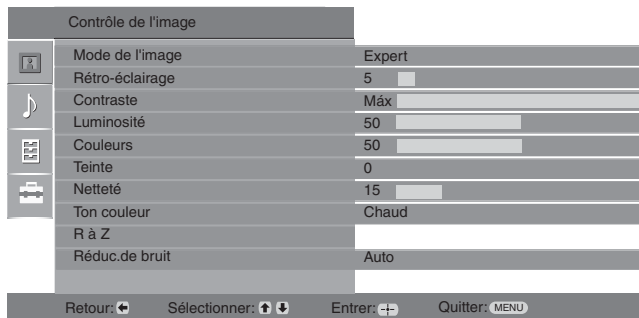 Contrôle de l'image
Mode de l'image Expert
Rétro-éclairage 5
Contraste Máx
Luminosité 50
Couleurs 50
Teinte 0
Netteté 15
Ton couleur Chaud
R à Z
Réduc.de bruit Auto
Retour: Sélectionner: Entrer: Quitter: MENU